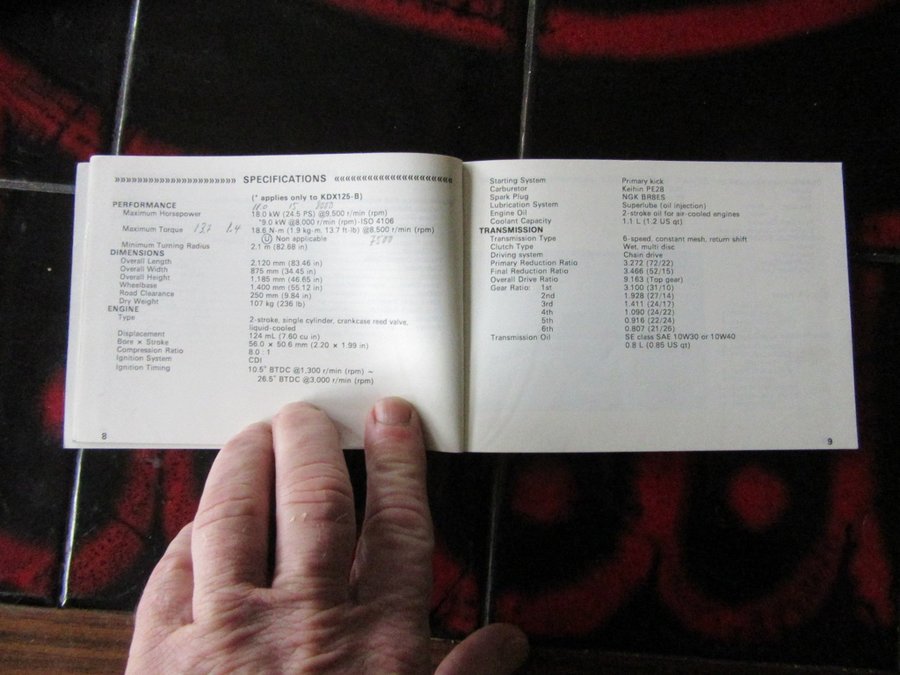 »»»»»»»»»»»»»»»»»»»»» SPECIFICATIONS «««««««««««««««««««««
(* applies only to KDX125-B)
PERFORMANCE
Maximum Horsepower 18.0 kW (24.5 PS) @9,500 r/min (rpm)
*9.0 kW @8,000 r/min (rpm)-ISO 4106
Maximum Torque 13.7 1.4 18.6 N-m (1.9 kg-m, 13.7 ft-lb) @8,500 r/min (rpm)
(U) Non applicable 7500
Minimum Turning Radius 2.1 m (82.68 in)
DIMENSIONS
Overall Length 2,120 mm (83.46 in)
Overall Width 875 mm (34.45 in)
Overall Height 1,185 mm (46.65 in)
Wheelbase 1,400 mm (55.12 in)
Road Clearance 250 mm (9.84 in)
Dry Weight 107 kg (236 lb)
ENGINE
Type 2-stroke, single cylinder, crankcase reed valve,
liquid-cooled
Displacement 124 mL (7.60 cu in)
Bore × Stroke 56.0 × 50.6 mm (2.20 × 1.99 in)
Compression Ratio 8.0 : 1
Ignition System CDI
Ignition Timing 10.5° BTDC @1,300 r/min (rpm) ~
26.5° BTDC @3,000 r/min (rpm)
8
Starting System Primary kick
Carburetor Keihin PE28
Spark Plug NGK BR8ES
Lubrication System Superlube (oil injection)
Engine Oil 2-stroke oil for air-cooled engines
Coolant Capacity 1.1 L (1.2 US qt)
TRANSMISSION
Transmission Type 6-speed, constant mesh, return shift
Clutch Type Wet, multi disc
Driving system Chain drive
Primary Reduction Ratio 3.272 (72/22)
Final Reduction Ratio 3.466 (52/15)
Overall Drive Ratio 9.163 (Top gear)
Gear Ratio: 1st 3.100 (31/10)
2nd 1.928 (27/14)
3rd 1.411 (24/17)
4th 1.090 (24/22)
5th 0.916 (22/24)
6th 0.807 (21/26)
Transmission Oil SE class SAE 10W30 or 10W40
0.8 L (0.85 US qt)
9